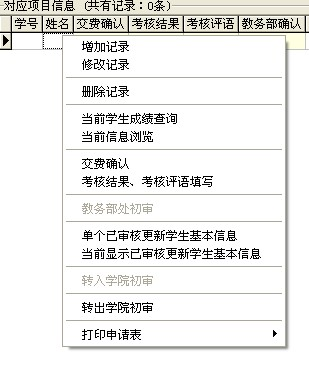 对应项目信息 (共有记录：0条)
学号 姓名 交费确认 考核结果 考核评语 教务部确认
增加记录
修改记录
删除记录
当前学生成绩查询
当前信息浏览
交费确认
考核结果、考核评语填写
教务部处初审
单个已审核更新学生基本信息
当前显示已审核更新学生基本信息
转入学院初审
转出学院初审
打印申请表